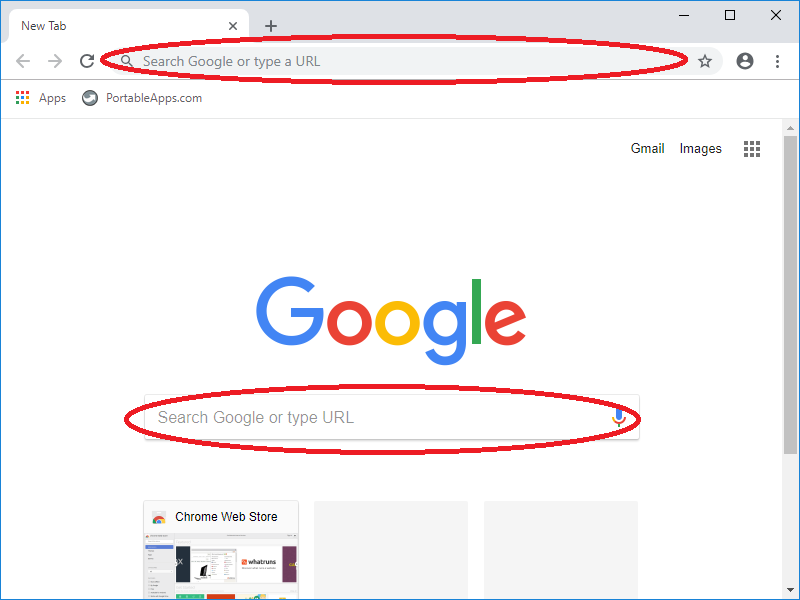 New Tab
Search Google or type a URL
Apps PortableApps.com
Gmail Images
Google
Search Google or type URL
Chrome Web Store
whatruns